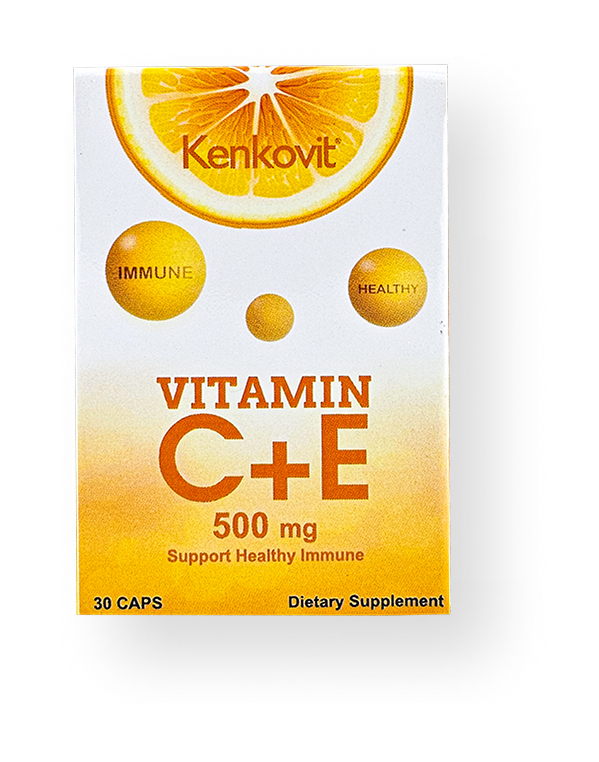 Kenkovit®
IMMUNE
HEALTHY
VITAMIN
C+E
500 mg
Support Healthy Immune
30 CAPS
Dietary Supplement